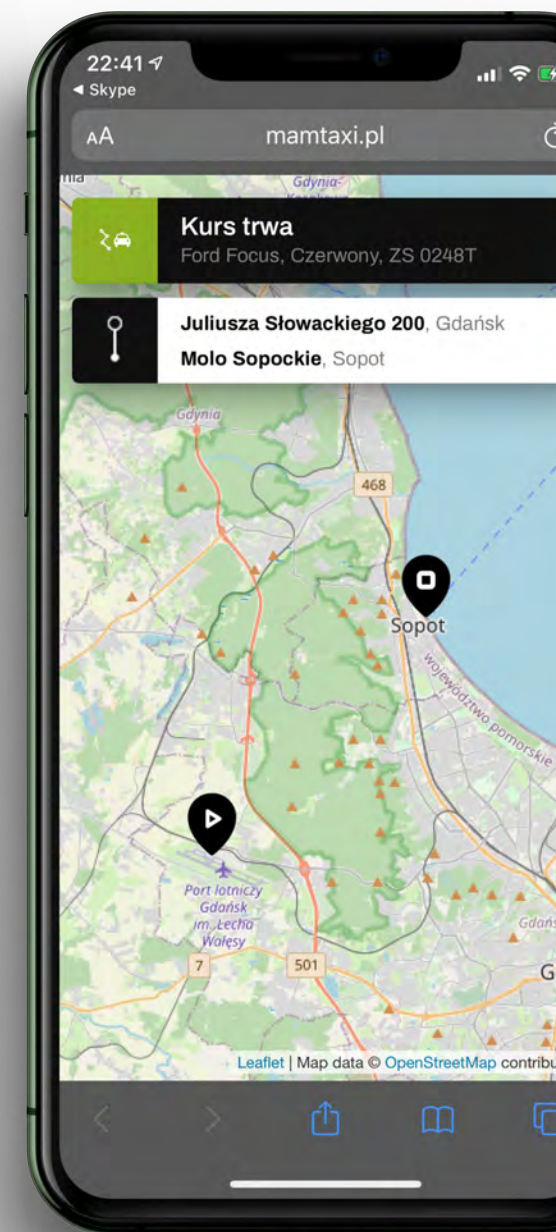 22:41
Skype
AA
mamtaxi.pl
Gdynia-
Kurs trwa
Ford Focus, Czerwony, ZS 0248T
Juliusza Słowackiego 200, Gdańsk
Molo Sopockie, Sopot
Gdynia
468
Sopot
województwo pomorskie
Port lotniczy
Gdańsk
im. Lecha
Wałęsy
7
501
Leaflet | Map data © OpenStreetMap